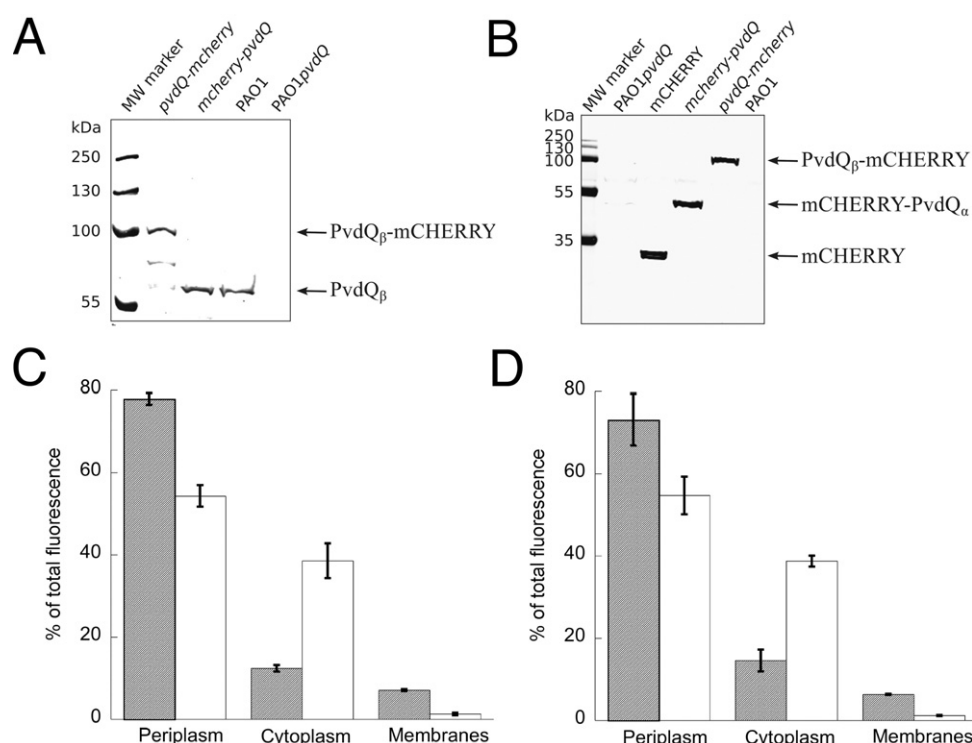 A
MW marker
pvdQ-mcherry
mcherry-pvdQ
PAO1
PAO1pvdQ
kDa
250
130
100
55
PvdQβ-mCHERRY
PvdQβ
B
MW marker
PAO1pvdQ
mCHERRY
mcherry-pvdQ
pvdQ-mcherry
PAO1
kDa
250
130
100
55
35
PvdQβ-mCHERRY
mCHERRY-PvdQα
mCHERRY
C
% of total fluorescence
80
60
40
20
0
Periplasm Cytoplasm Membranes
D
% of total fluorescence
80
60
40
20
0
Periplasm Cytoplasm Membranes